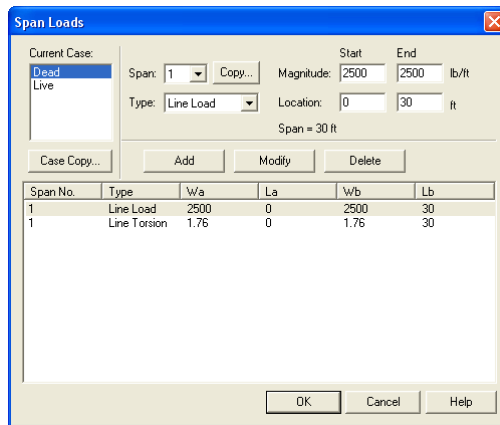 Span Loads
Current Case:
Dead
Live
Case Copy...
Span: 1 Copy...
Type: Line Load
Start End
Magnitude: 2500 2500 lb/ft
Location: 0 30 ft
Span = 30 ft
Add Modify Delete
Span No. Type Wa La Wb Lb
1 Line Load 2500 0 2500 30
1 Line Torsion 1.76 0 1.76 30
OK Cancel Help